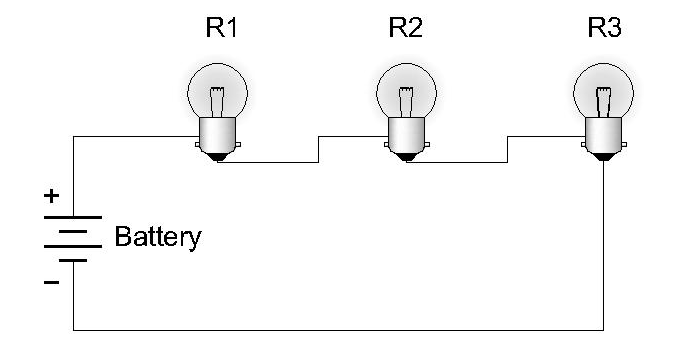 R1 R2 R3
+
Battery
−